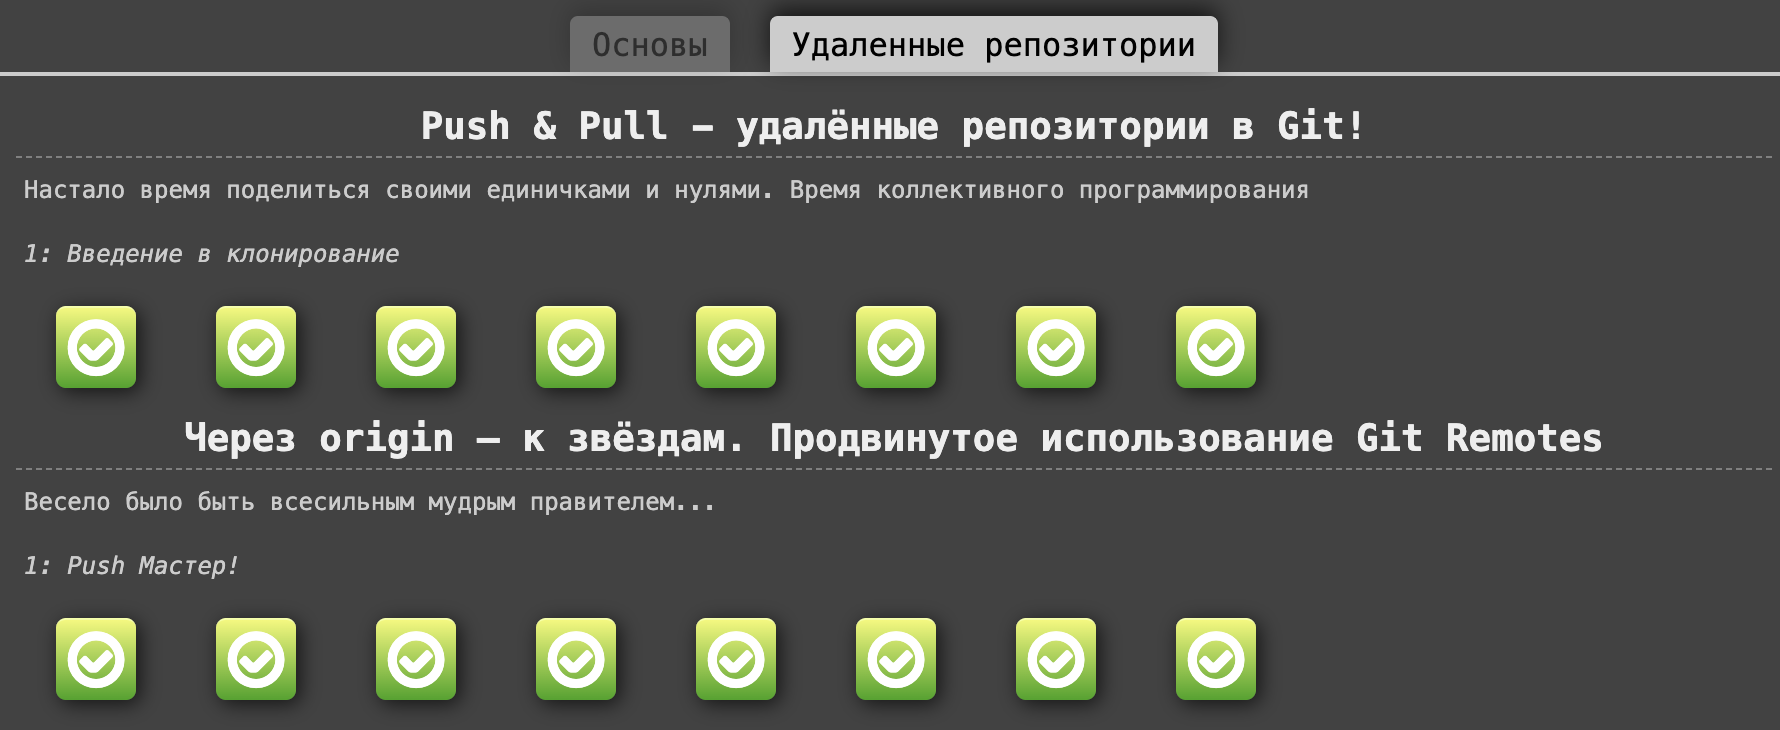 Основы
Удаленные репозитории
Push & Pull – удалённые репозитории в Git!
Настало время поделиться своими единичками и нулями. Время коллективного программирования
1: Введение в клонирование
Через origin – к звёздам. Продвинутое использование Git Remotes
Весело было быть всесильным мудрым правителем...
1: Push Мастер!